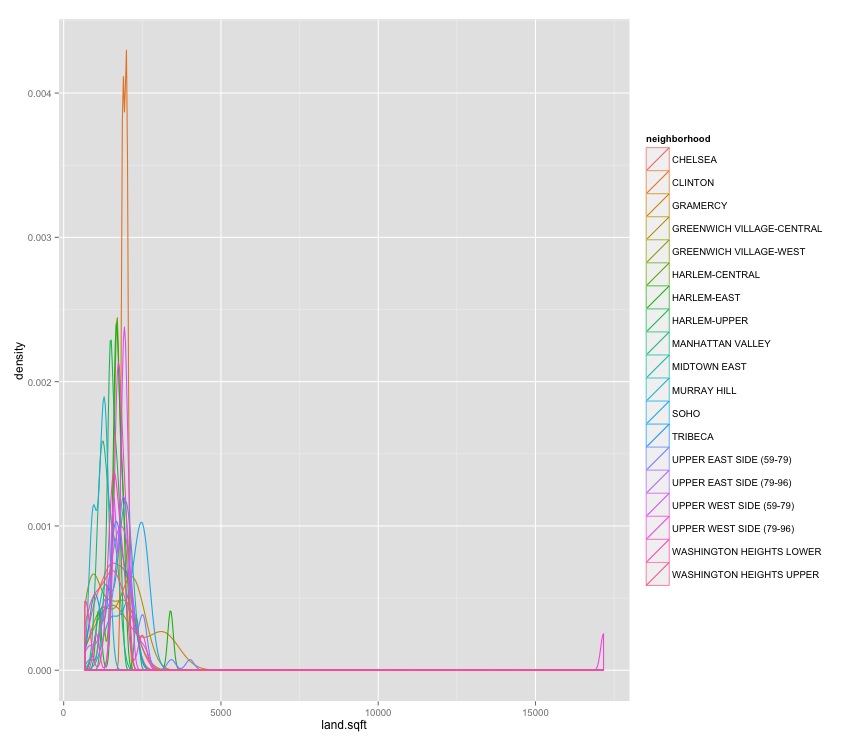 0.004
0.003
0.002
0.001
0.000
density
0
5000
10000
15000
land.sqft
neighborhood
CHELSEA
CLINTON
GRAMERCY
GREENWICH VILLAGE-CENTRAL
GREENWICH VILLAGE-WEST
HARLEM-CENTRAL
HARLEM-EAST
HARLEM-UPPER
MANHATTAN VALLEY
MIDTOWN EAST
MURRAY HILL
SOHO
TRIBECA
UPPER EAST SIDE (59-79)
UPPER EAST SIDE (79-96)
UPPER WEST SIDE (59-79)
UPPER WEST SIDE (79-96)
WASHINGTON HEIGHTS LOWER
WASHINGTON HEIGHTS UPPER